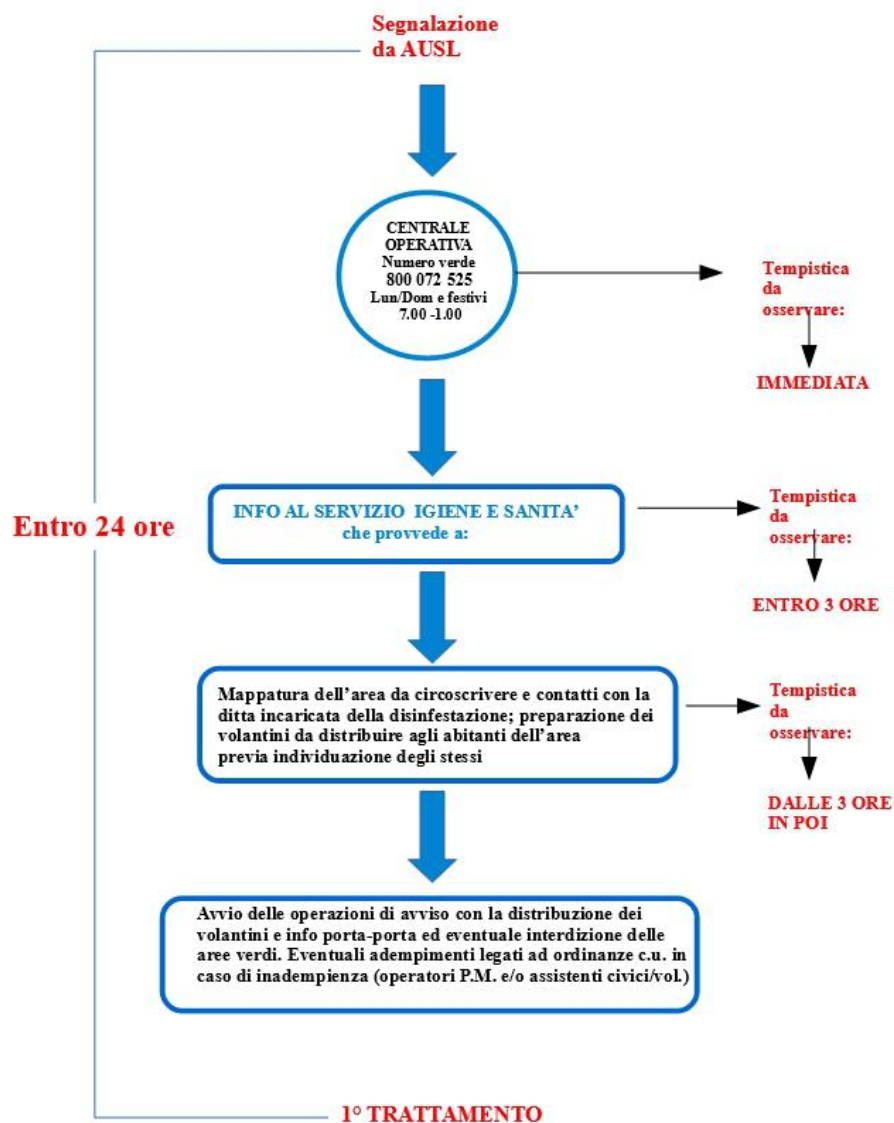 Segnalazione
da AUSL
CENTRALE
OPERATIVA
Numero verde
800 072 525
Lun/Dom e festivi
7.00 -1.00
Tempistica
da
osservare:
IMMEDIATA
INFO AL SERVIZIO IGIENE E SANITA’
che provvede a:
Tempistica
da
osservare:
ENTRO 3 ORE
Entro 24 ore
Mappatura dell’area da circoscrivere e contatti con la
ditta incaricata della disinfestazione; preparazione dei
volantini da distribuire agli abitanti dell’area
previa individuazione degli stessi
Tempistica
da
osservare:
DALLE 3 ORE
IN POI
Avvio delle operazioni di avviso con la distribuzione dei
volantini e info porta-porta ed eventuale interdizione delle
aree verdi. Eventuali adempimenti legati ad ordinanze c.u. in
caso di inadempienza (operatori P.M. e/o assistenti civici/vol.)
1° TRATTAMENTO